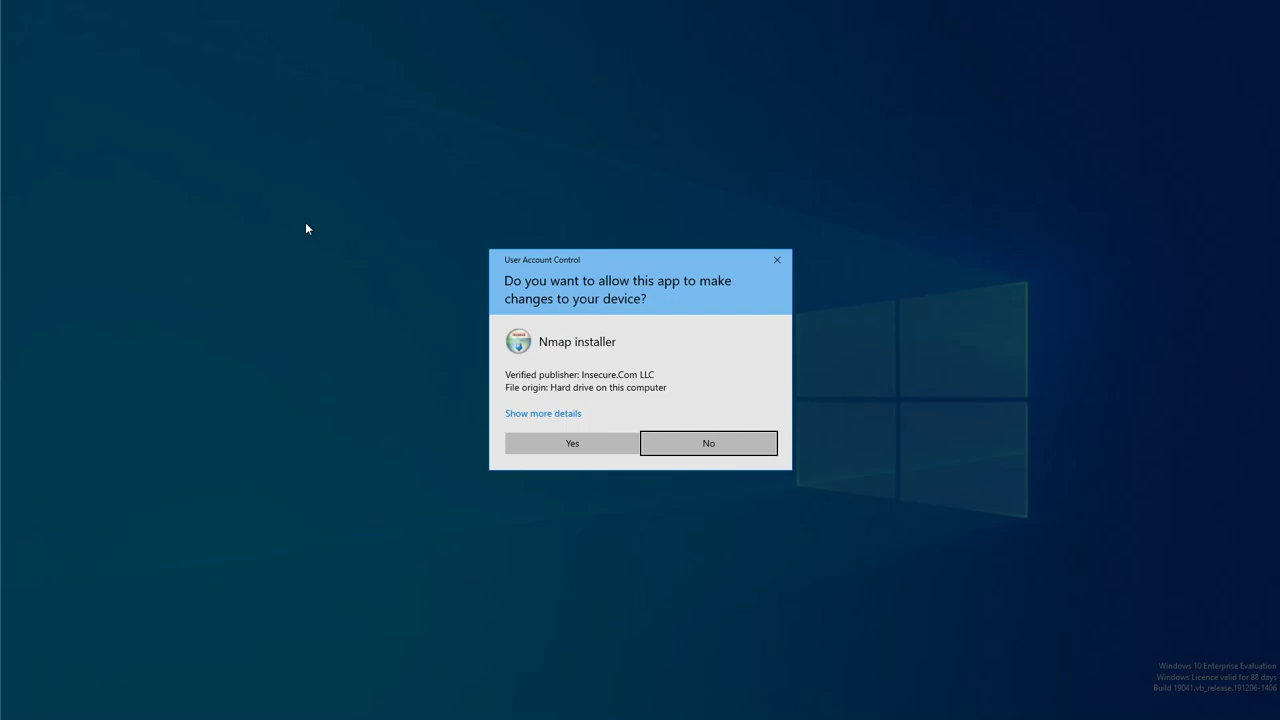 User Account Control
Do you want to allow this app to make
changes to your device?
Nmap installer
Verified publisher: Insecure.Com LLC
File origin: Hard drive on this computer
Show more details
Yes
No
Windows 10 Enterprise Evaluation
Windows Licence valid for 88 days
Build 19041.vb_release.191206-1406